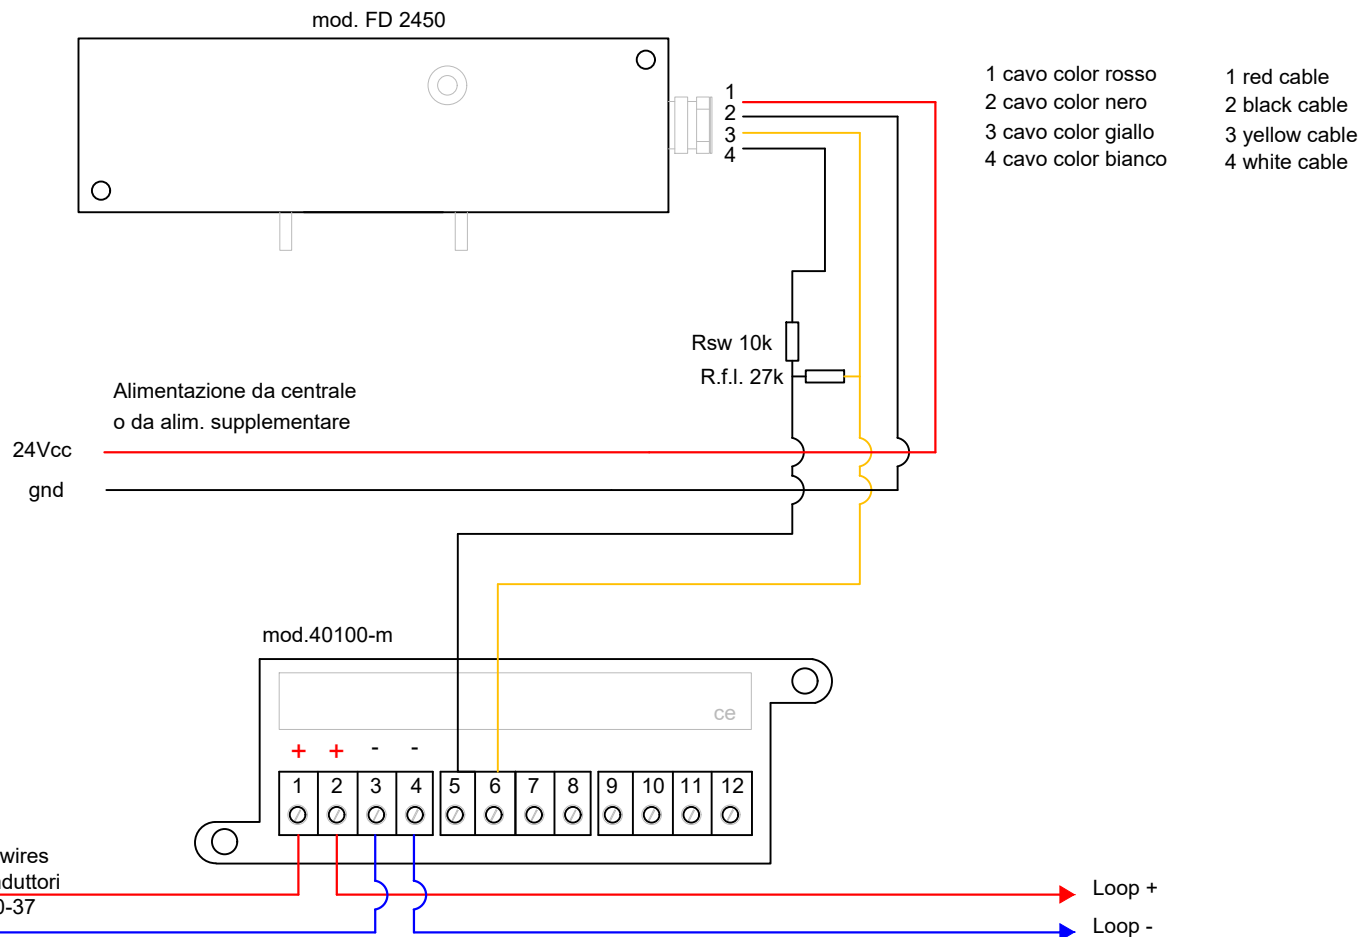 mod. FD 2450
1
2
3
4
1 cavo color rosso
2 cavo color nero
3 cavo color giallo
4 cavo color bianco
1 red cable
2 black cable
3 yellow cable
4 white cable
Rsw 10k
R.f.l. 27k
Alimentazione da centrale
o da alim. supplementare
24Vcc
gnd
mod.40100-m
ce
+ + - -
1 2 3 4 5 6 7 8 9 10 11 12
wires
duttori
0-37
Loop +
Loop -